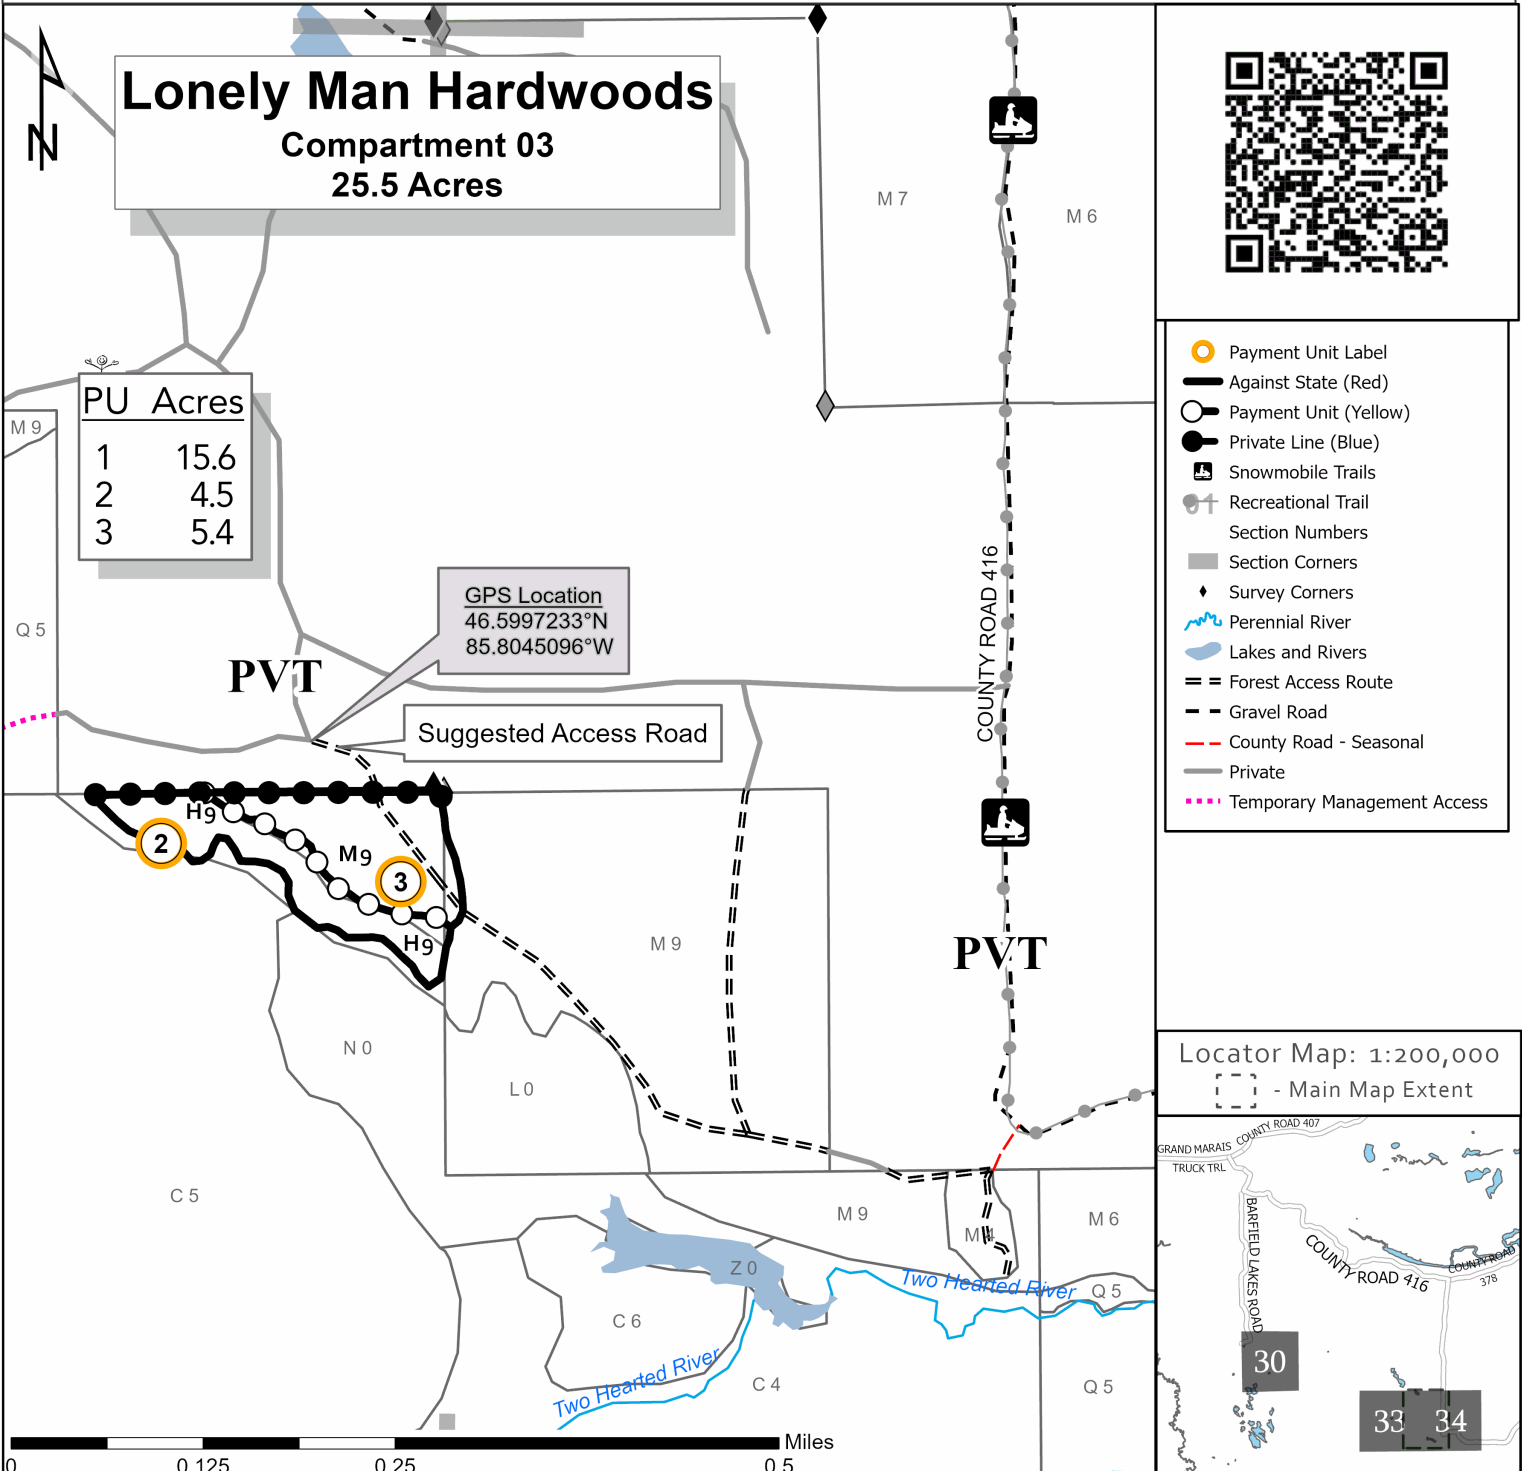 Lonely Man Hardwoods
Compartment 03
25.5 Acres
N
M 7
M 6
PU Acres
1 15.6
2 4.5
3 5.4
M 9
Q 5
GPS Location
46.5997233°N
85.8045096°W
PVT
Suggested Access Road
COUNTY ROAD 416
H9
2
M9
3
H9
M 9
PVT
N 0
L 0
C 5
M 9
M 4
M 6
Z 0
Two Hearted River
Q 5
C 6
Two Hearted River
C 4
Q 5
Miles
0 0.125 0.25 0.5
Payment Unit Label
Against State (Red)
Payment Unit (Yellow)
Private Line (Blue)
Snowmobile Trails
01 Recreational Trail
Section Numbers
Section Corners
Survey Corners
Perennial River
Lakes and Rivers
Forest Access Route
Gravel Road
County Road - Seasonal
Private
Temporary Management Access
Locator Map: 1:200,000
- Main Map Extent
COUNTY ROAD 407
GRAND MARAIS
TRUCK TRL
BARFIELD LAKES ROAD
COUNTY ROAD 416
COUNTY ROAD
378
30
33 34